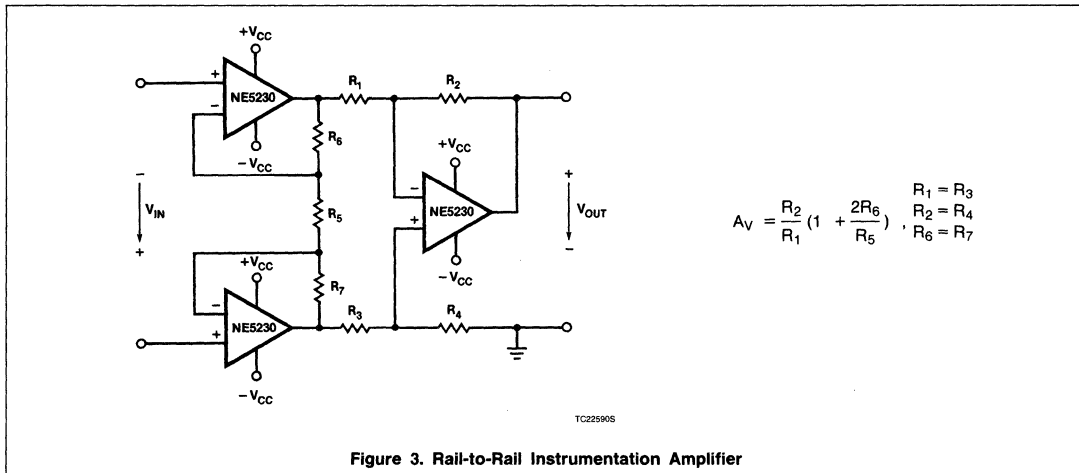 +VCC
+
NE5230
−
−VCC
R1
R2
R6
−
VIN
+
R5
+VCC
−
NE5230
+
−VCC
+
VOUT
−
+VCC
R7
−
NE5230
+
−VCC
R3
R4
AV = R2/R1 (1 + 2R6/R5) ,
R1 = R3
R2 = R4
R6 = R7
TC22590S
Figure 3. Rail-to-Rail Instrumentation Amplifier